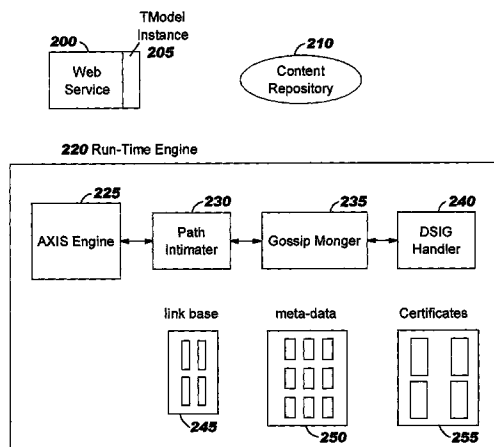 TModel
Instance
200
205
210
Web
Service
Content
Repository
220 Run-Time Engine
225
230
235
240
AXIS Engine
Path
Intimater
Gossip Monger
DSIG
Handler
link base
meta-data
Certificates
245
250
255